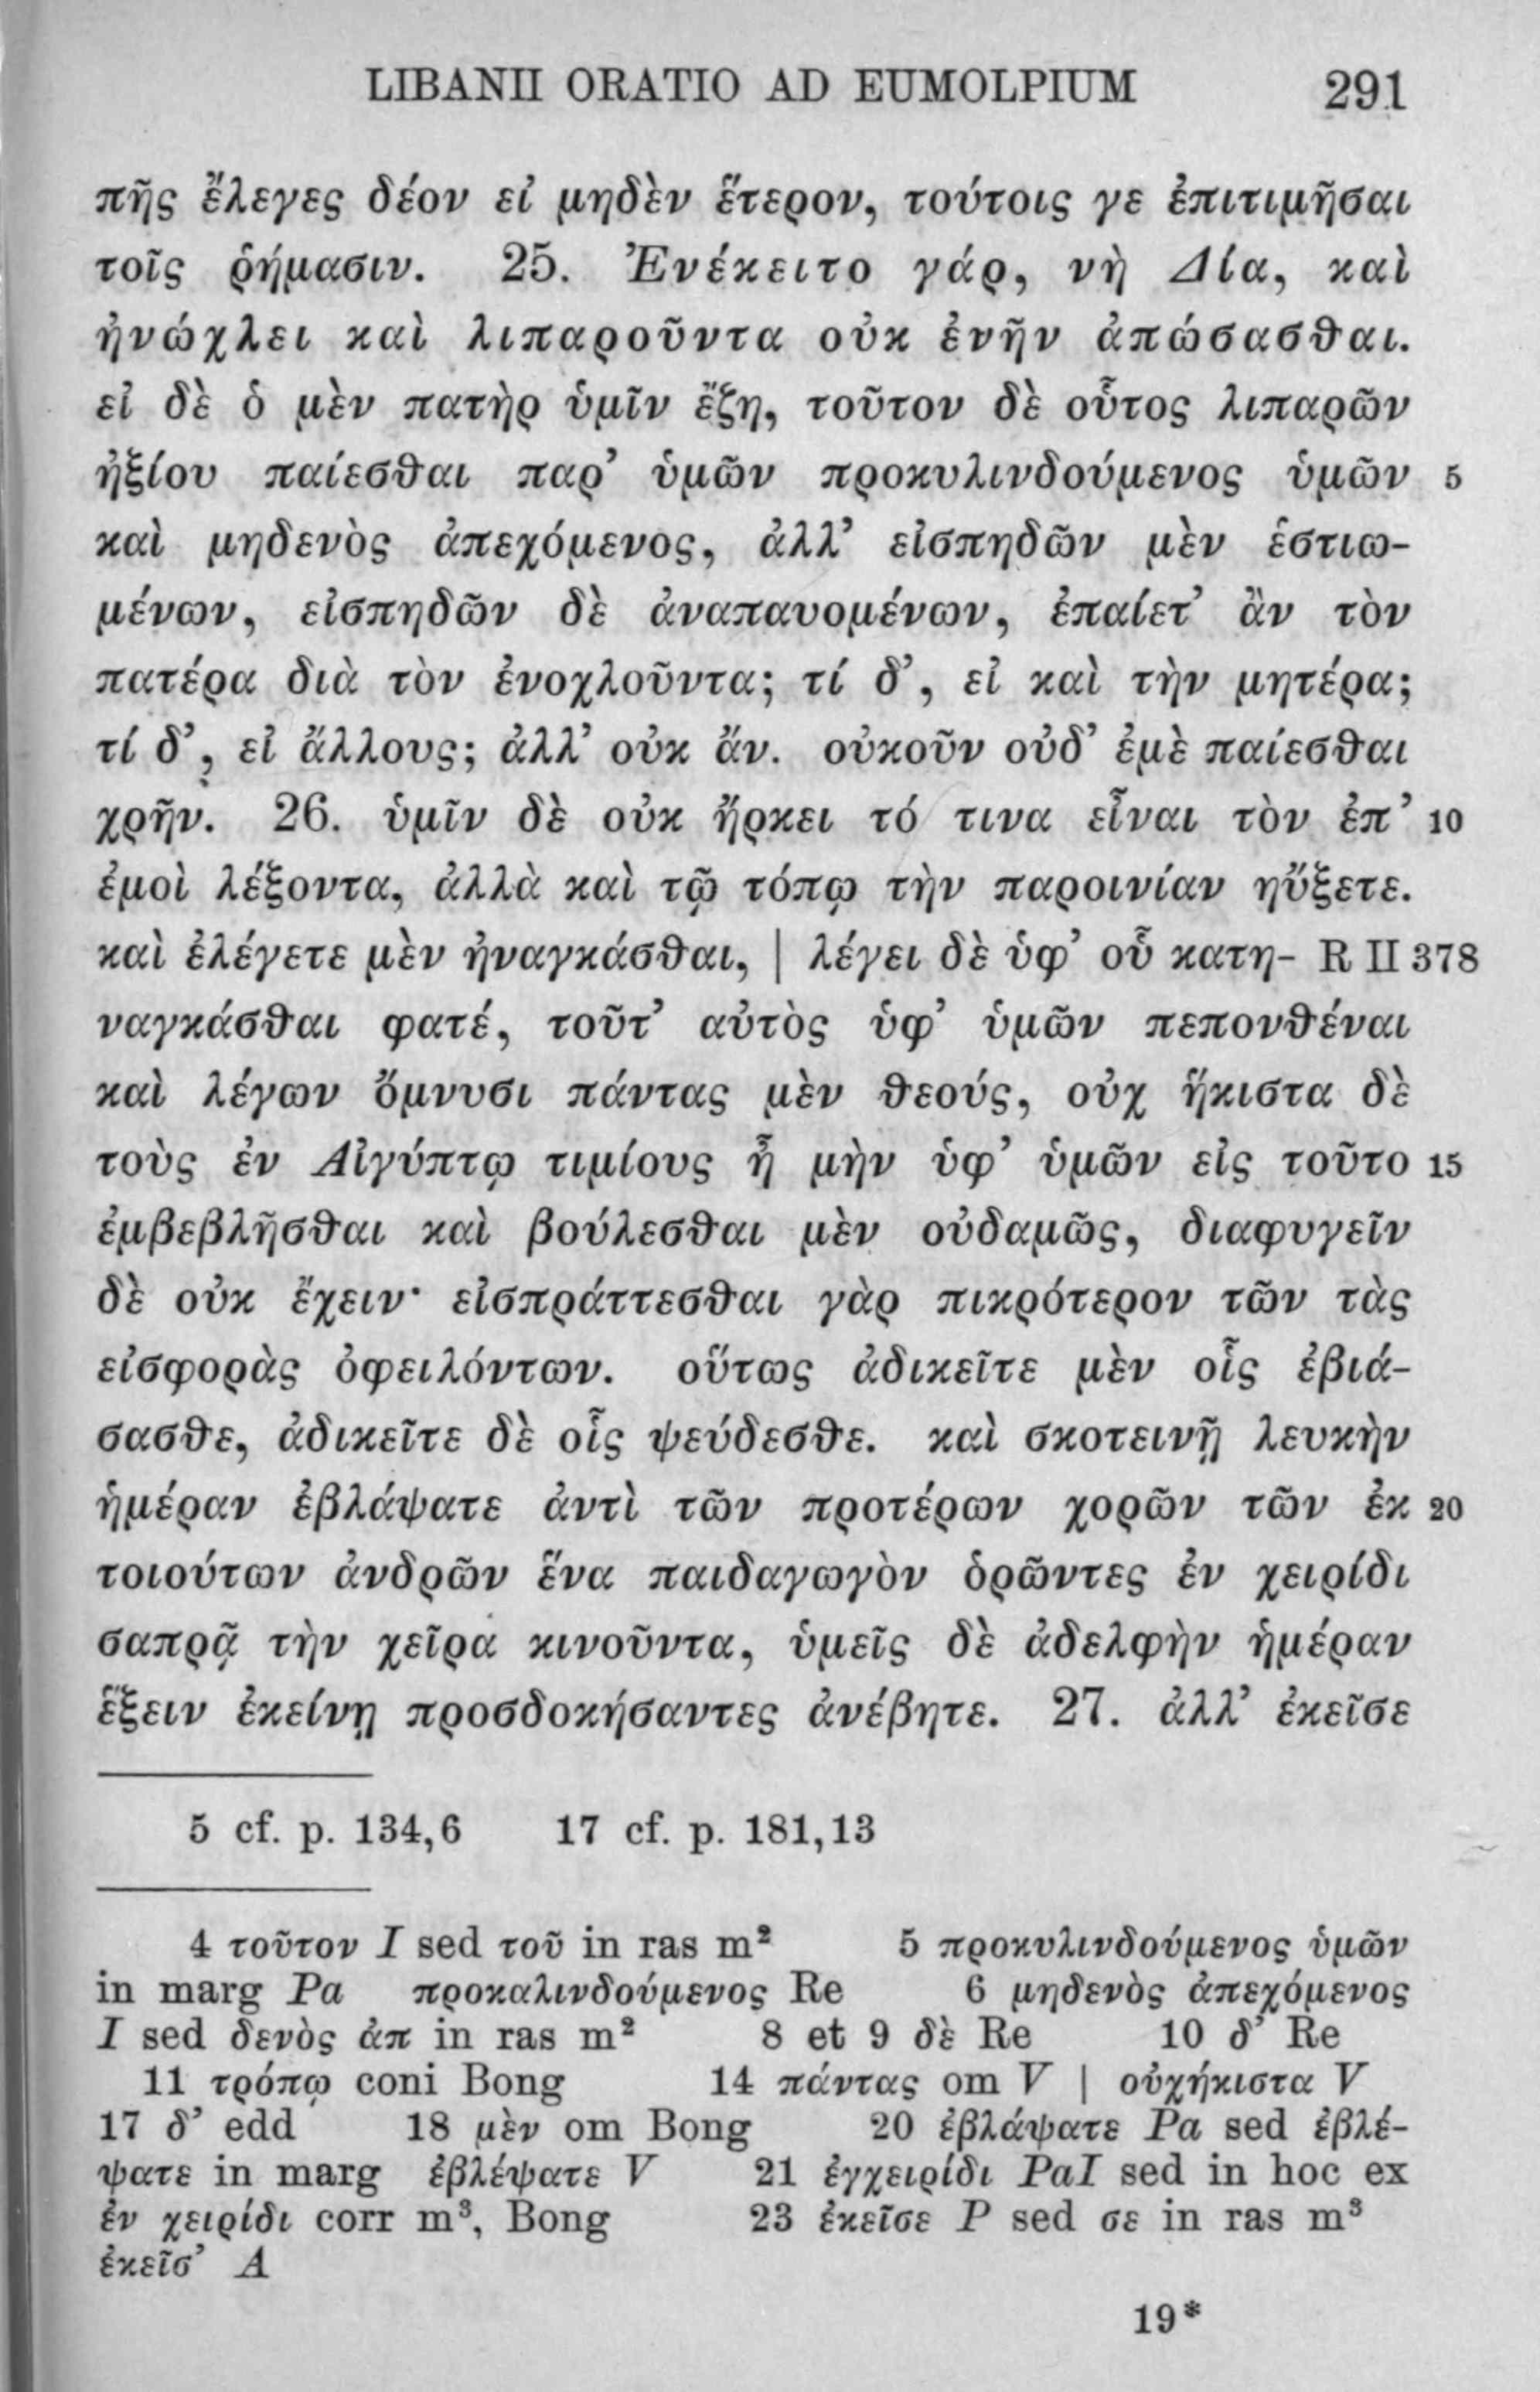 LIBANII ORATIO AD EUMOLPIUM 291
πῆς ἔλεγες δέον εἰ μηδὲν ἕτερον, τούτοις γε ἐπιτιμῆσαι
τοῖς ῥήμασιν. 25. Ἐνέκειτο γάρ, νὴ Δία, καὶ
ἠνώχλει καὶ λιπαροῦντα οὐκ ἐνῆν ἀπώσασθαι.
εἰ δὲ ὁ μὲν πατὴρ ὑμῖν ἔζη, τοῦτον δὲ οὗτος λιπαρῶν
ἠξίου παίεσθαι παρ’ ὑμῶν προκυλινδούμενος ὑμῶν 5
καὶ μηδενὸς ἀπεχόμενος, ἀλλ’ εἰσπηδῶν μὲν ἑστιω-
μένων, εἰσπηδῶν δὲ ἀναπαυομένων, ἐπαίετ’ ἂν τὸν
πατέρα διὰ τὸν ἐνοχλοῦντα; τί δ’, εἰ καὶ τὴν μητέρα;
τί δ’, εἰ ἄλλους; ἀλλ’ οὐκ ἄν. οὐκοῦν οὐδ’ ἐμὲ παίεσθαι
χρῆν. 26. ὑμῖν δὲ οὐκ ἤρκει τό τινα εἶναι τὸν ἐπ’ 10
ἐμοὶ λέξοντα, ἀλλὰ καὶ τῷ τόπῳ τὴν παροινίαν ηὔξετε.
καὶ ἐλέγετε μὲν ἠναγκάσθαι, | λέγει δὲ ὑφ’ οὗ κατη- R II 378
ναγκάσθαι φατέ, τοῦτ’ αὐτὸς ὑφ’ ὑμῶν πεπονθέναι
καὶ λέγων ὄμνυσι πάντας μὲν θεούς, οὐχ ἥκιστα δὲ
τοὺς ἐν Αἰγύπτῳ τιμίους ἦ μὴν ὑφ’ ὑμῶν εἰς τοῦτο 15
ἐμβεβλῆσθαι καὶ βούλεσθαι μὲν οὐδαμῶς, διαφυγεῖν
δὲ οὐκ ἔχειν· εἰσπράττεσθαι γὰρ πικρότερον τῶν τὰς
εἰσφορὰς ὀφειλόντων. οὕτως ἀδικεῖτε μὲν οἷς ἐβιά-
σασθε, ἀδικεῖτε δὲ οἷς ψεύδεσθε. καὶ σκοτεινῇ λευκὴν
ἡμέραν ἐβλάψατε ἀντὶ τῶν προτέρων χορῶν τῶν ἐκ 20
τοιούτων ἀνδρῶν ἕνα παιδαγωγὸν ὁρῶντες ἐν χειρίδι
σαπρᾷ τὴν χεῖρα κινοῦντα, ὑμεῖς δὲ ἀδελφὴν ἡμέραν
ἕξειν ἐκείνῃ προσδοκήσαντες ἀνέβητε. 27. ἀλλ’ ἐκεῖσε
5 cf. p. 134,6 17 cf. p. 181,13
4 τοῦτον I sed τοῦ in ras m² 5 προκυλινδούμενος ὑμῶν
in marg Pa προκαλινδούμενος Re 6 μηδενὸς ἀπεχόμενος
I sed δενὸς ἀπ in ras m² 8 et 9 δὲ Re 10 δ’ Re
11 τρόπῳ coni Bong 14 πάντας om V | οὐχήκιστα V
17 δ’ edd 18 μὲν om Bong 20 ἐβλάψατε Pa sed ἐβλέ-
ψατε in marg ἐβλέψατε V 21 ἐγχειρίδι PaI sed in hoc ex
ἐν χειρίδι corr m³, Bong 23 ἐκεῖσε P sed σε in ras m³
ἐκεῖσ’ A
19*